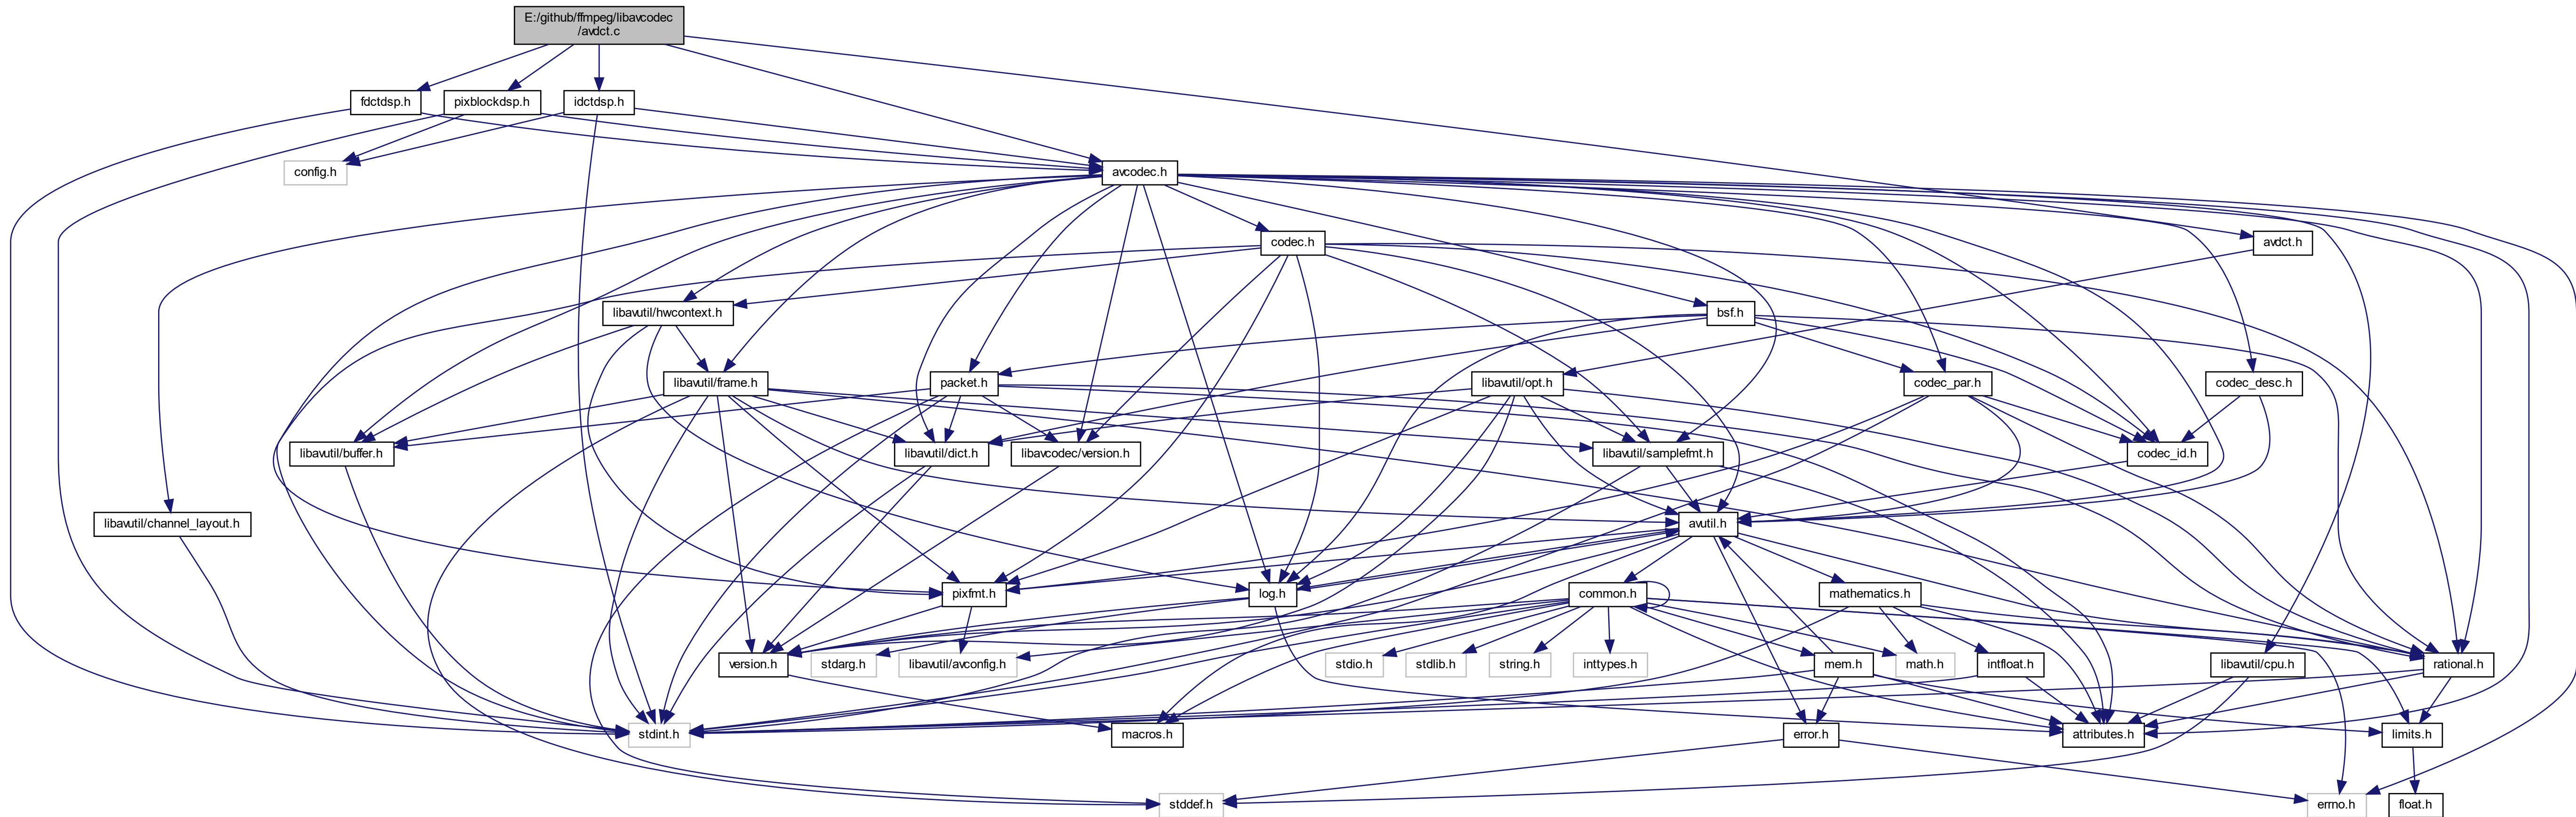 E:/github/ffmpeg/libavcodec
/avdct.c
fdctdsp.h
pixblockdsp.h
idctdsp.h
config.h
avcodec.h
codec.h
avdct.h
libavutil/hwcontext.h
bsf.h
libavutil/frame.h
packet.h
libavutil/opt.h
codec_par.h
codec_desc.h
libavutil/buffer.h
libavutil/dict.h
libavcodec/version.h
libavutil/samplefmt.h
codec_id.h
libavutil/channel_layout.h
avutil.h
pixfmt.h
log.h
common.h
mathematics.h
version.h
stdarg.h
libavutil/avconfig.h
stdio.h
stdlib.h
string.h
inttypes.h
mem.h
math.h
intfloat.h
libavutil/cpu.h
rational.h
stdint.h
macros.h
error.h
attributes.h
limits.h
stddef.h
errno.h
float.h